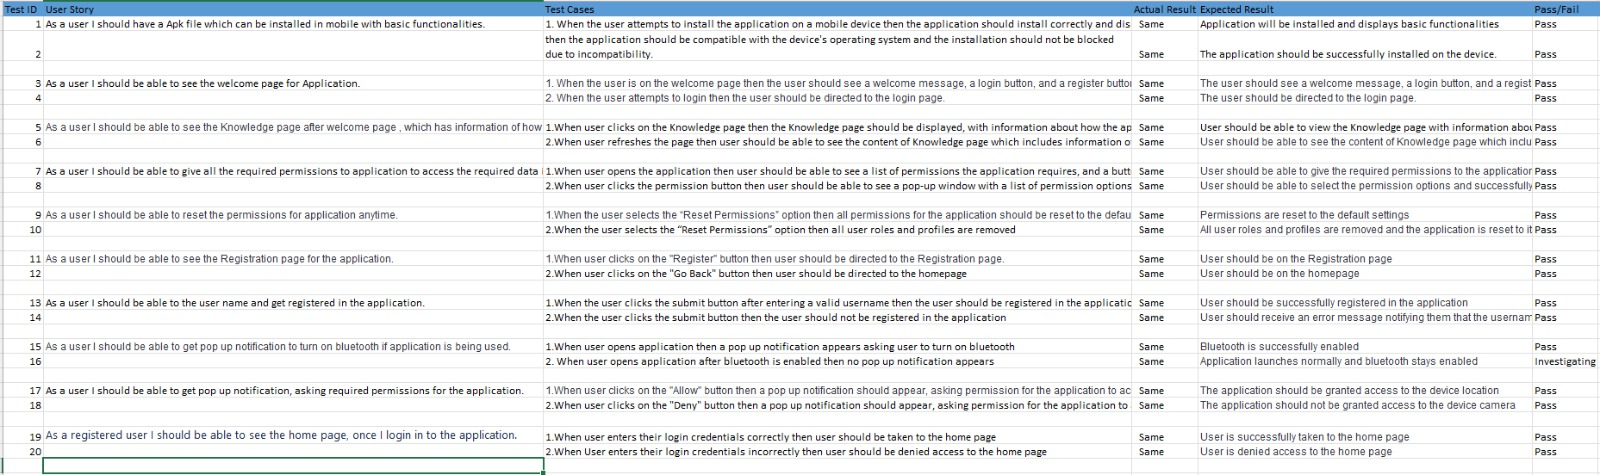 Test ID User Story Test Cases Actual Result Expected Result Pass/Fail
1 As a user I should have a Apk file which can be installed in mobile with basic functionalities. 1. When the user attempts to install the application on a mobile device then the application should install correctly and dis Same Application will be installed and displays basic functionalities Pass
then the application should be compatible with the device's operating system and the installation should not be blocked
2 due to incompatibility. Same The application should be successfully installed on the device. Pass
3 As a user I should be able to see the welcome page for Application. 1. When the user is on the welcome page then the user should see a welcome message, a login button, and a register button Same The user should see a welcome message, a login button, and a regist Pass
4 2. When the user attempts to login then the user should be directed to the login page. Same The user should be directed to the login page. Pass
5 As a user I should be able to see the Knowledge page after welcome page , which has information of how 1.When user clicks on the Knowledge page then the Knowledge page should be displayed, with information about how the ap Same User should be able to view the Knowledge page with information abou Pass
6 2.When user refreshes the page then user should be able to see the content of Knowledge page which includes information o Same User should be able to see the content of Knowledge page which inclu Pass
7 As a user I should be able to give all the required permissions to application to access the required data i 1.When user opens the application then user should be able to see a list of permissions the application requires, and a butt Same User should be able to give the required permissions to the application Pass
8 2.When user clicks the permission button then user should be able to see a pop-up window with a list of permission options Same User should be able to select the permission options and successfully Pass
9 As a user I should be able to reset the permissions for application anytime. 1.When the user selects the "Reset Permissions" option then all permissions for the application should be reset to the defau Same Permissions are reset to the default settings Pass
10 2.When the user selects the “Reset Permissions” option then all user roles and profiles are removed Same All user roles and profiles are removed and the application is reset to it Pass
11 As a user I should be able to see the Registration page for the application. 1.When user clicks on the "Register" button then user should be directed to the Registration page. Same User should be on the Registration page Pass
12 2.When user clicks on the "Go Back" button then user should be directed to the homepage Same User should be on the homepage Pass
13 As a user I should be able to the user name and get registered in the application. 1.When the user clicks the submit button after entering a valid username then the user should be registered in the applicatic Same User should be successfully registered in the application Pass
14 2.When the user clicks the submit button then the user should not be registered in the application Same User should receive an error message notifying them that the usernam Pass
15 As a user I should be able to get pop up notification to turn on bluetooth if application is being used. 1.When user opens application then a pop up notification appears asking user to turn on bluetooth Same Bluetooth is successfully enabled Pass
16 2. When user opens application after bluetooth is enabled then no pop up notification appears Same Application launches normally and bluetooth stays enabled Investigating
17 As a user I should be able to get pop up notification, asking required permissions for the application. 1.When user clicks on the "Allow" button then a pop up notification should appear, asking permission for the application to ac Same The application should be granted access to the device location Pass
18 2.When user clicks on the "Deny" button then a pop up notification should appear, asking permission for the application to Same The application should not be granted access to the device camera Pass
19 As a registered user I should be able to see the home page, once I login in to the application. 1.When user enters their login credentials correctly then user should be taken to the home page Same User is successfully taken to the home page Pass
20 2.When User enters their login credentials incorrectly then user should be denied access to the home page Same User is denied access to the home page Pass